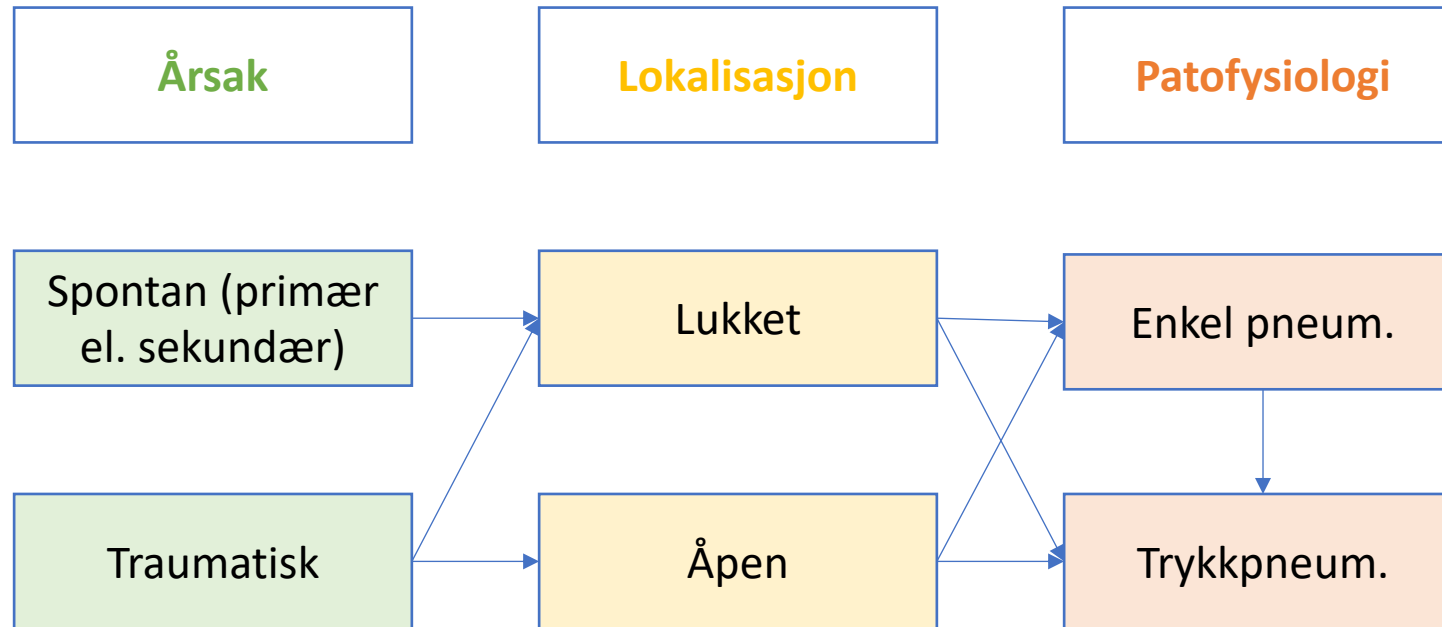 Årsak
Lokalisasjon
Patofysiologi
Spontan (primær
el. sekundær)
Lukket
Enkel pneum.
Traumatisk
Åpen
Trykkpneum.